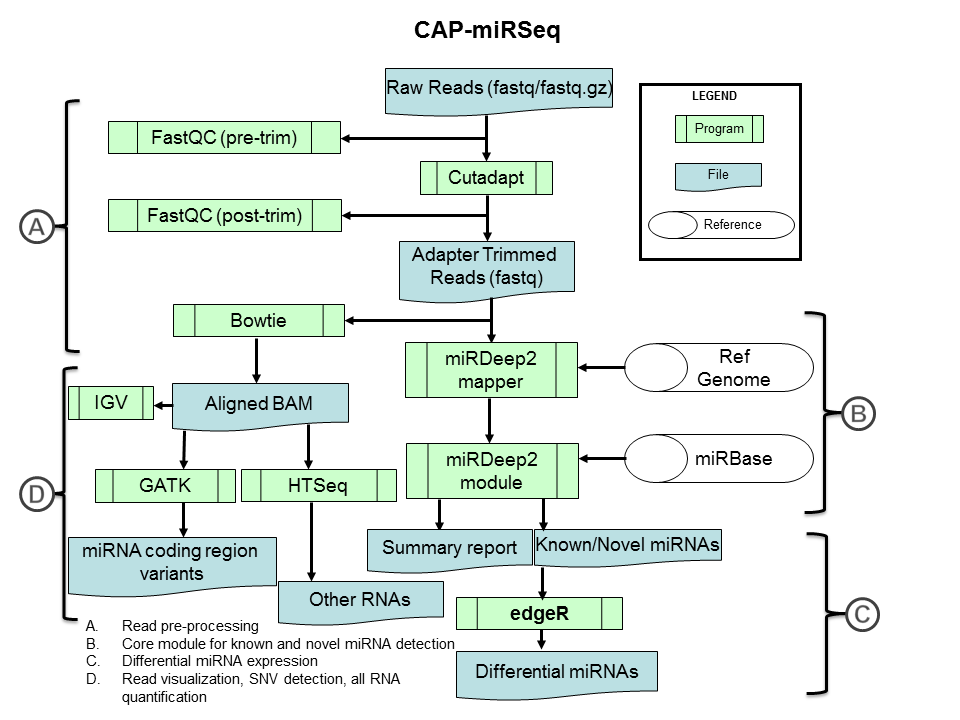 CAP-miRSeq
Raw Reads (fastq/fastq.gz)
LEGEND
Program
File
Reference
FastQC (pre-trim)
Cutadapt
FastQC (post-trim)
A
Adapter Trimmed
Reads (fastq)
Bowtie
miRDeep2
mapper
Ref
Genome
IGV
Aligned BAM
B
miRDeep2
module
miRBase
GATK
HTSeq
D
miRNA coding region
variants
Summary report
Known/Novel miRNAs
Other RNAs
edgeR
C
Differential miRNAs
A. Read pre-processing
B. Core module for known and novel miRNA detection
C. Differential miRNA expression
D. Read visualization, SNV detection, all RNA
quantification